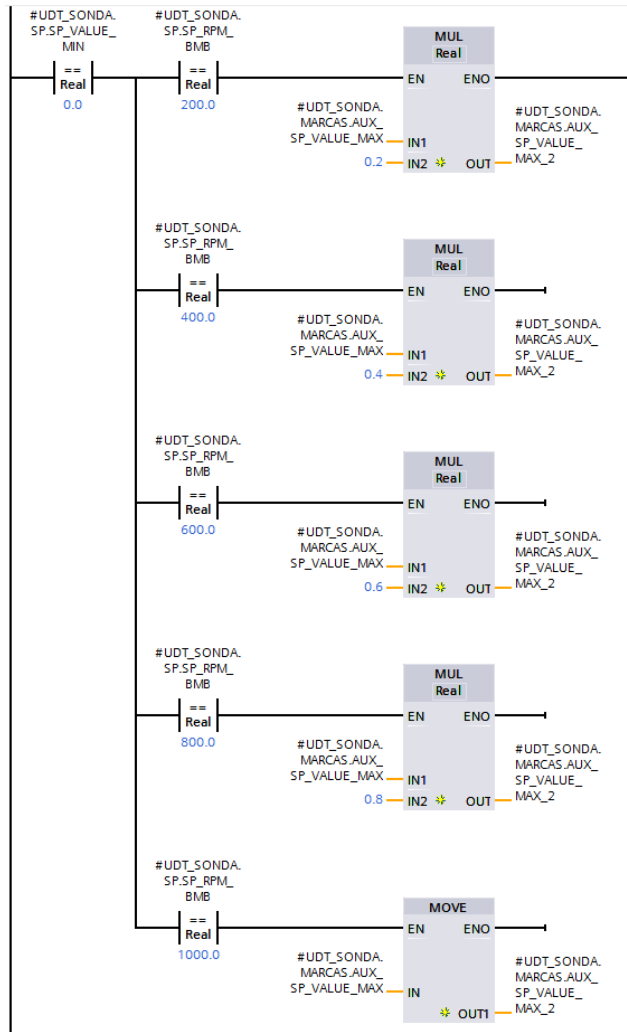 #UDT_SONDA.
SP.SP_VALUE_
MIN
==
Real
0.0
#UDT_SONDA.
SP.SP_RPM_
BMB
==
Real
200.0
MUL
Real
EN ENO
#UDT_SONDA.
MARCAS.AUX_
SP_VALUE_MAX
IN1
0.2
IN2 OUT
#UDT_SONDA.
MARCAS.AUX_
SP_VALUE_
MAX_2
#UDT_SONDA.
SP.SP_RPM_
BMB
==
Real
400.0
MUL
Real
EN ENO
#UDT_SONDA.
MARCAS.AUX_
SP_VALUE_MAX
IN1
0.4
IN2 OUT
#UDT_SONDA.
MARCAS.AUX_
SP_VALUE_
MAX_2
#UDT_SONDA.
SP.SP_RPM_
BMB
==
Real
600.0
MUL
Real
EN ENO
#UDT_SONDA.
MARCAS.AUX_
SP_VALUE_MAX
IN1
0.6
IN2 OUT
#UDT_SONDA.
MARCAS.AUX_
SP_VALUE_
MAX_2
#UDT_SONDA.
SP.SP_RPM_
BMB
==
Real
800.0
MUL
Real
EN ENO
#UDT_SONDA.
MARCAS.AUX_
SP_VALUE_MAX
IN1
0.8
IN2 OUT
#UDT_SONDA.
MARCAS.AUX_
SP_VALUE_
MAX_2
#UDT_SONDA.
SP.SP_RPM_
BMB
==
Real
1000.0
MOVE
EN ENO
#UDT_SONDA.
MARCAS.AUX_
SP_VALUE_MAX
IN
OUT1
#UDT_SONDA.
MARCAS.AUX_
SP_VALUE_
MAX_2